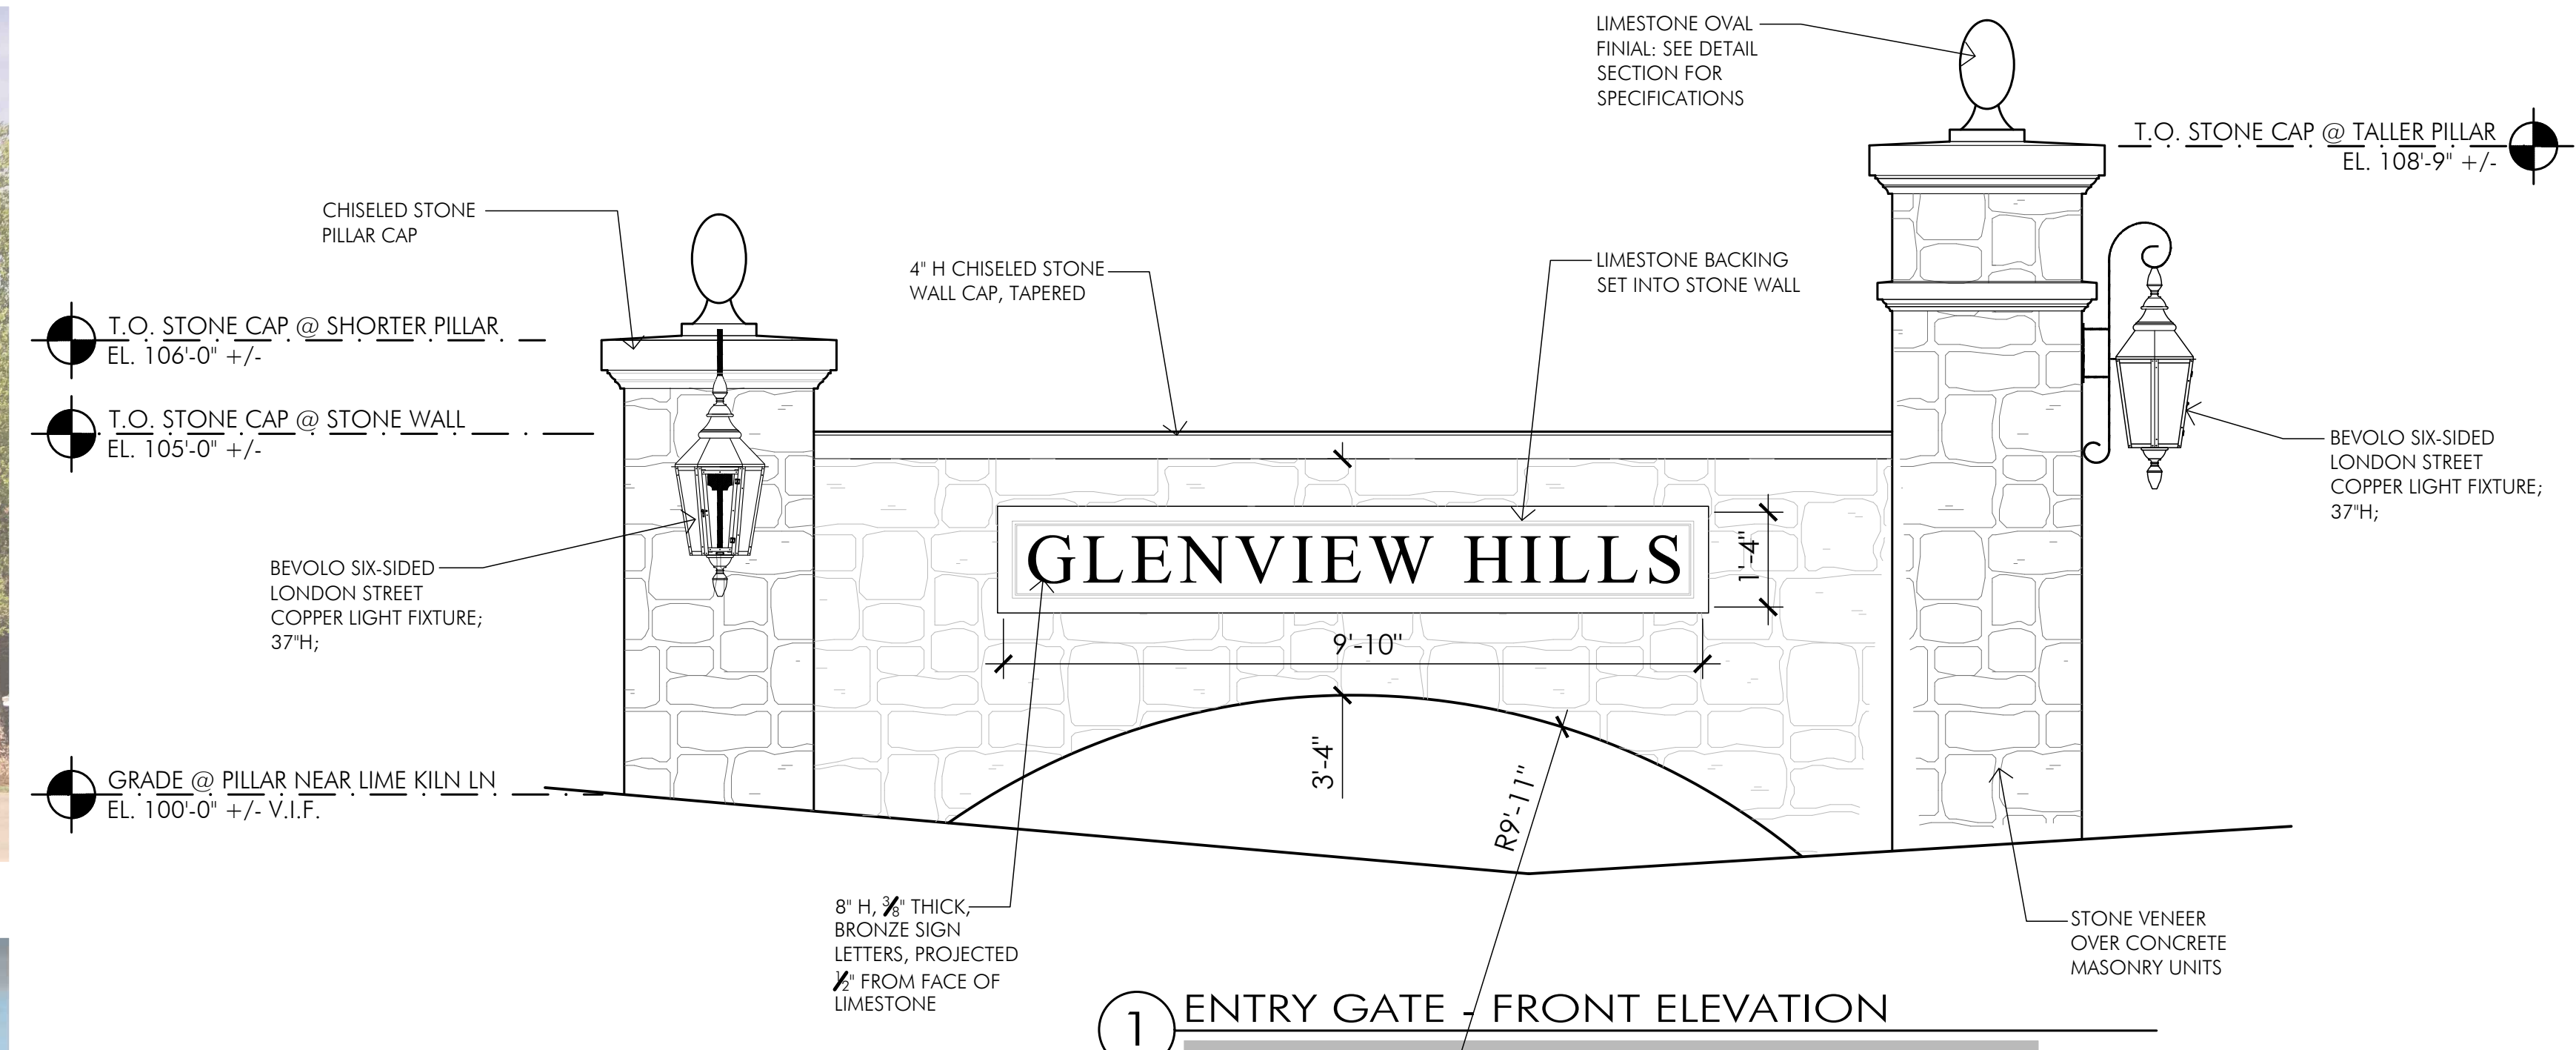 LIMESTONE OVAL
FINIAL: SEE DETAIL
SECTION FOR
SPECIFICATIONS
T.O. STONE CAP @ TALLER PILLAR
EL. 108'-9" +/-
CHISELED STONE
PILLAR CAP
4" H CHISELED STONE
WALL CAP, TAPERED
LIMESTONE BACKING
SET INTO STONE WALL
T.O. STONE CAP @ SHORTER PILLAR
EL. 106'-0" +/-
T.O. STONE CAP @ STONE WALL
EL. 105'-0" +/-
BEVOLO SIX-SIDED
LONDON STREET
COPPER LIGHT FIXTURE;
37"H;
GLENVIEW HILLS
1'-4"
BEVOLO SIX-SIDED
LONDON STREET
COPPER LIGHT FIXTURE;
37"H;
9'-10"
3'-4"
R9'-11"
GRADE @ PILLAR NEAR LIME KILN LN
EL. 100'-0" +/- V.I.F.
8" H, 3/8" THICK,
BRONZE SIGN
LETTERS, PROJECTED
1/2" FROM FACE OF
LIMESTONE
STONE VENEER
OVER CONCRETE
MASONRY UNITS
1 ENTRY GATE - FRONT ELEVATION